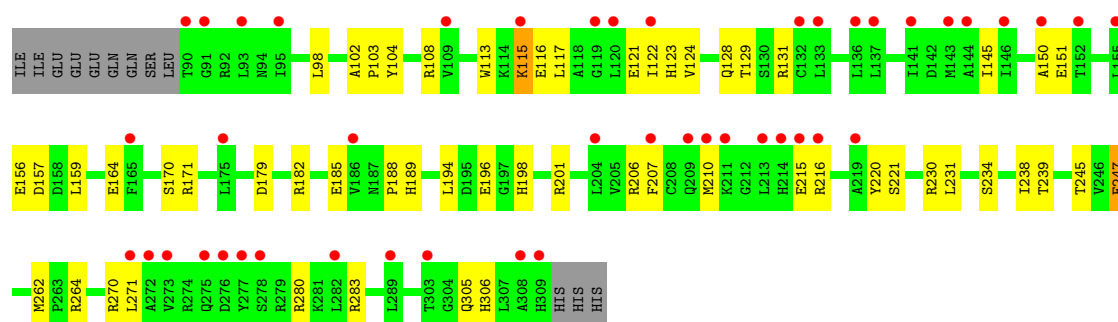 ILE ILE GLU GLU GLU GLN GLN SER LEU T90 G91 R92 L93 N94 I95 L98 A102 P103 Y104 R108 V109 W113 K114 K115 E116 L117 A118 G119 L120 E121 I122 H123 V124 Q128 T129 S130 R131 C132 L133 L136 L137 I141 D142 M143 A144 I145 I146 A150 E151 T152 L155
E156 D157 D158 L159 E164 F165 S170 R171 L175 D179 R182 E185 V186 N187 P188 H189 L194 D195 E196 G197 H198 R201 L204 V205 R206 F207 C208 Q209 M210 K211 G212 L213 H214 E215 R216 A219 Y220 S221 R230 L231 S234 I238 T239 T245 V246
M262 P263 R264 R270 L271 A272 V273 R274 Q275 D276 Y277 S278 R279 R280 K281 L282 R283 L289 T303 G304 Q305 H306 L307 A308 H309 HIS HIS HIS